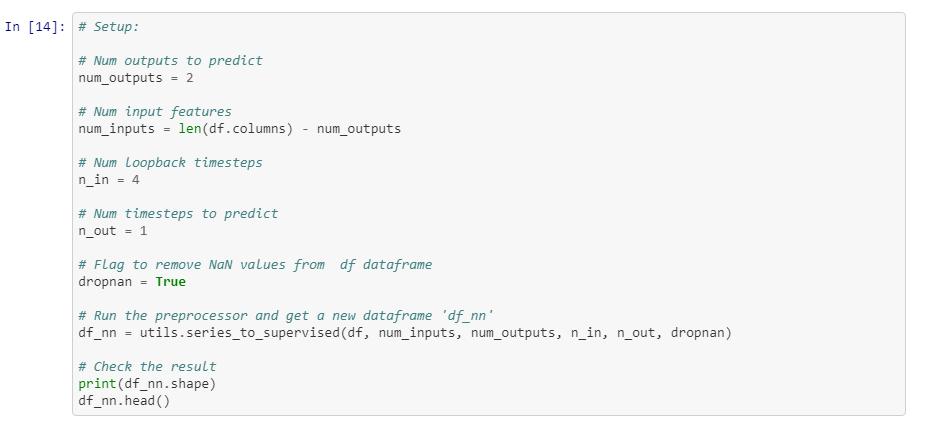 In [14]: # Setup:
# Num outputs to predict
num_outputs = 2
# Num input features
num_inputs = len(df.columns) - num_outputs
# Num loopback timesteps
n_in = 4
# Num timesteps to predict
n_out = 1
# Flag to remove NaN values from  df dataframe
dropnan = True
# Run the preprocessor and get a new dataframe 'df_nn'
df_nn = utils.series_to_supervised(df, num_inputs, num_outputs, n_in, n_out, dropnan)
# Check the result
print(df_nn.shape)
df_nn.head()